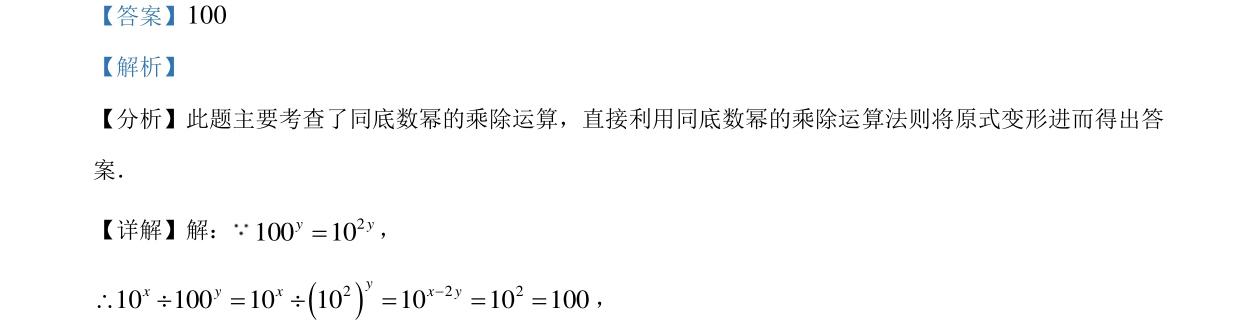 【答案】100
【解析】
【分析】此题主要考查了同底数幂的乘除运算，直接利用同底数幂的乘除运算法则将原式变形进而得出答
案．
【详解】解：∵ $100^{y}=10^{2y}$，
∴$10^{x}÷100^{y}=10^{x}÷\left(10^{2}\right)^{y}=10^{x-2y}=10^{2}=100$，